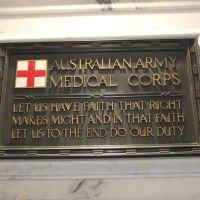 AUSTRALIAN ARMY
MEDICAL CORPS
LET US HAVE FAITH THAT RIGHT
MAKES MIGHT AND IN THAT FAITH
LET US TO THE END DO OUR DUTY